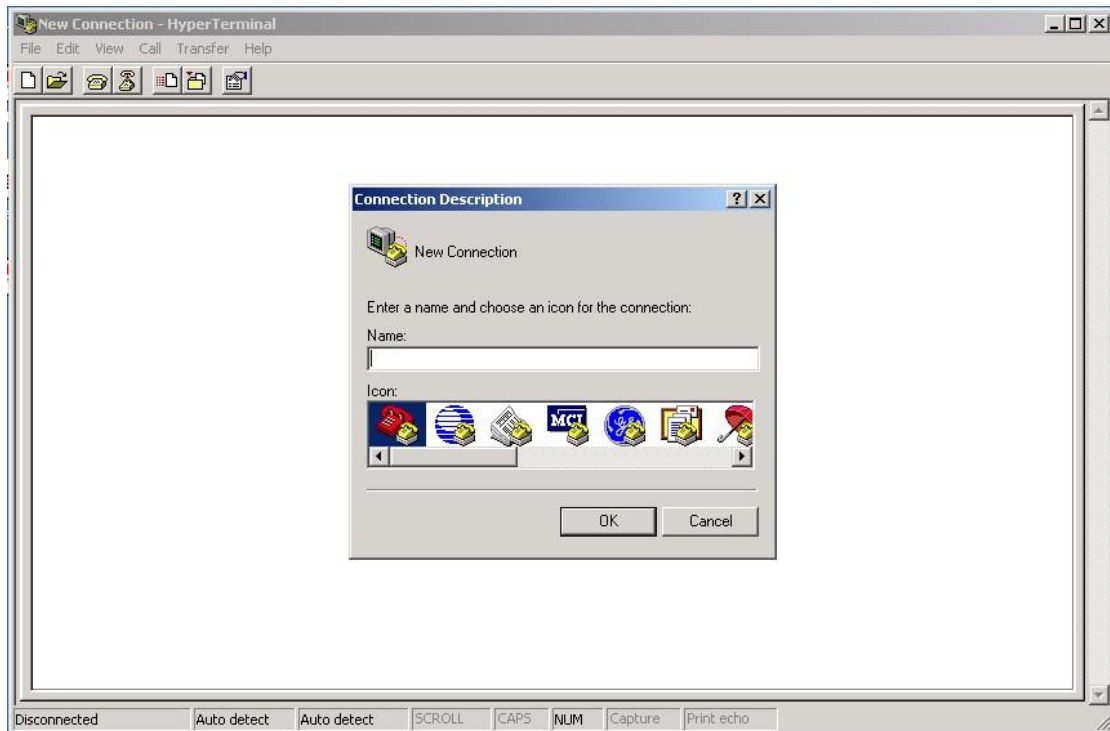 New Connection - HyperTerminal
File Edit View Call Transfer Help
Connection Description
New Connection
Enter a name and choose an icon for the connection:
Name:
Icon:
MCI
OK Cancel
Disconnected Auto detect Auto detect SCROLL CAPS NUM Capture Print echo